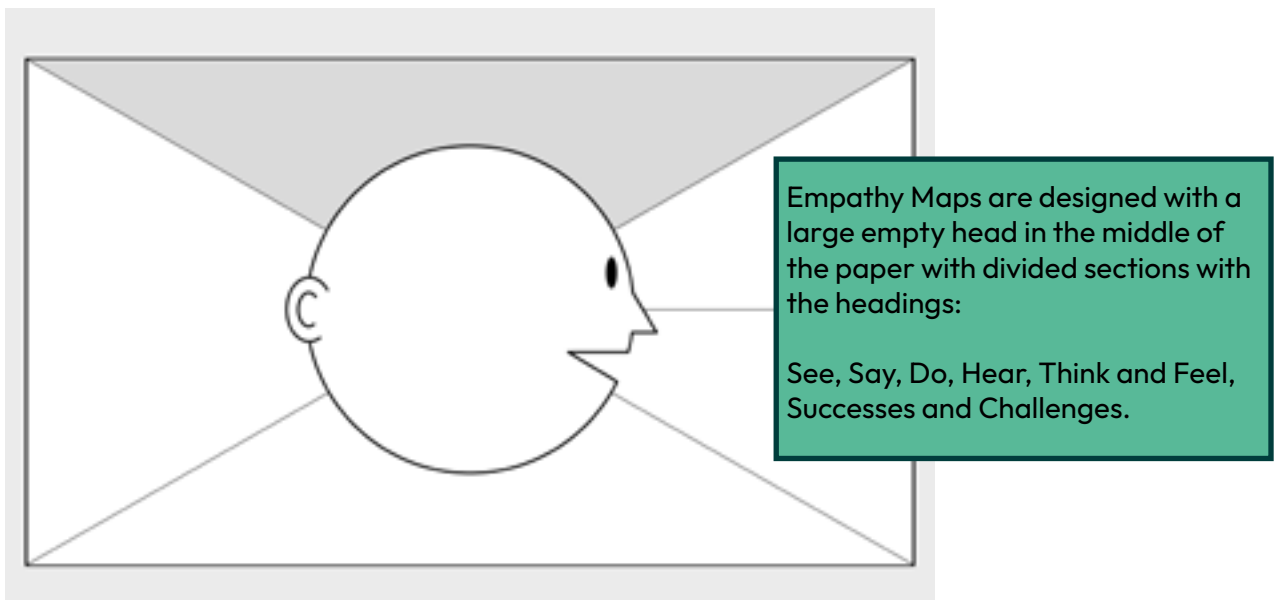 Empathy Maps are designed with a
large empty head in the middle of
the paper with divided sections with
the headings:
See, Say, Do, Hear, Think and Feel,
Successes and Challenges.